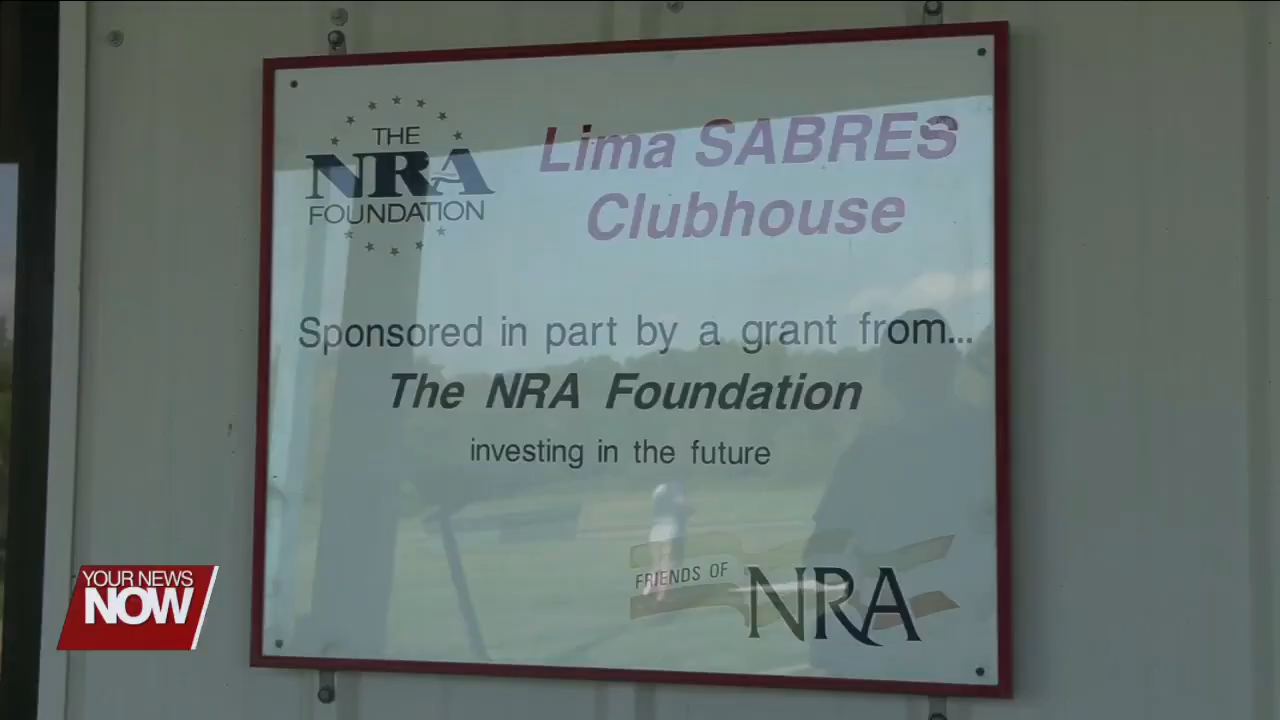 THE
NRA
FOUNDATION
Lima SABREs
Clubhouse
Sponsored in part by a grant from...
The NRA Foundation
investing in the future
FRIENDS OF
NRA
YOUR NEWS
NOW